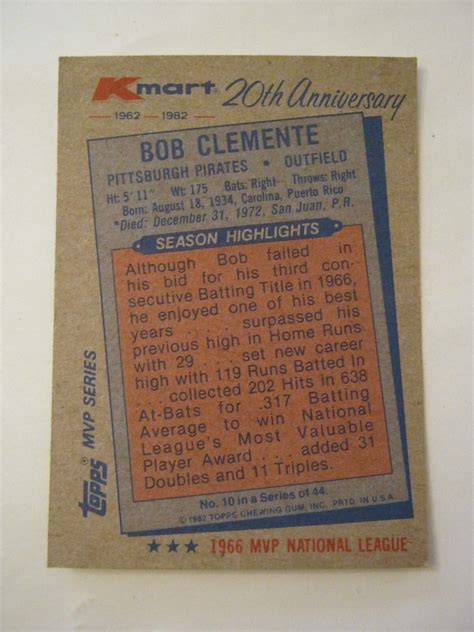 Kmart® 20th Anniversary
1962 1982
BOB CLEMENTE
PITTSBURGH PIRATES • OUTFIELD
Ht: 5'11" Wt: 175 Bats: Right Throws: Right
Born: August 18, 1934, Carolina, Puerto Rico
*Died: December 31, 1972, San Juan, P.R.
SEASON HIGHLIGHTS
Although Bob failed in
his bid for his third con-
secutive Batting Title in 1966,
he enjoyed one of his best
years . . . surpassed his
previous high in Home Runs
with 29 . . . set new career
high with 119 Runs Batted In
. . . collected 202 Hits in 638
At-Bats for .317 Batting
Average to win National
League's Most Valuable
Player Award . . . added 31
Doubles and 11 Triples.
No. 10 in a Series of 44.
© 1982 TOPPS CHEWING GUM, INC. PRTD. IN U.S.A.
TOPPS® MVP SERIES
★★★ 1966 MVP NATIONAL LEAGUE